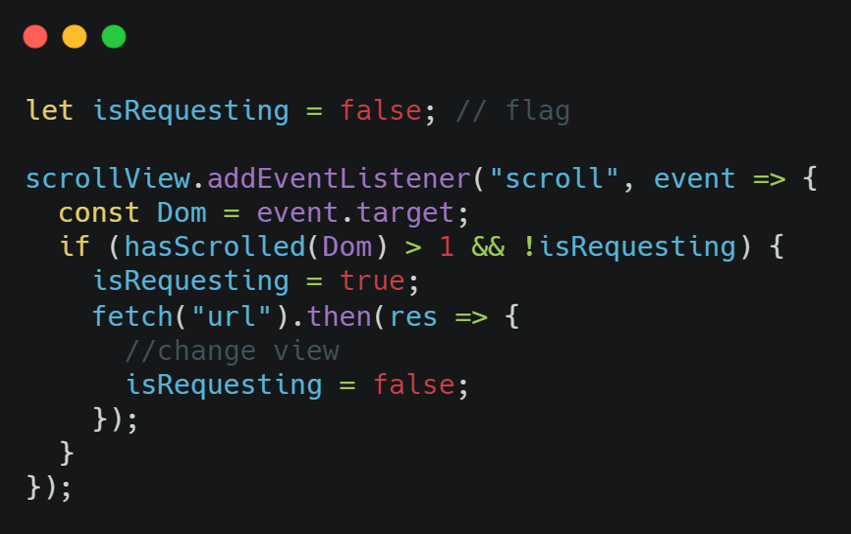 let isRequesting = false; // flag

scrollView.addEventListener("scroll", event => {
  const Dom = event.target;
  if (hasScrolled(Dom) > 1 && !isRequesting) {
    isRequesting = true;
    fetch("url").then(res => {
      //change view
      isRequesting = false;
    });
  }
});